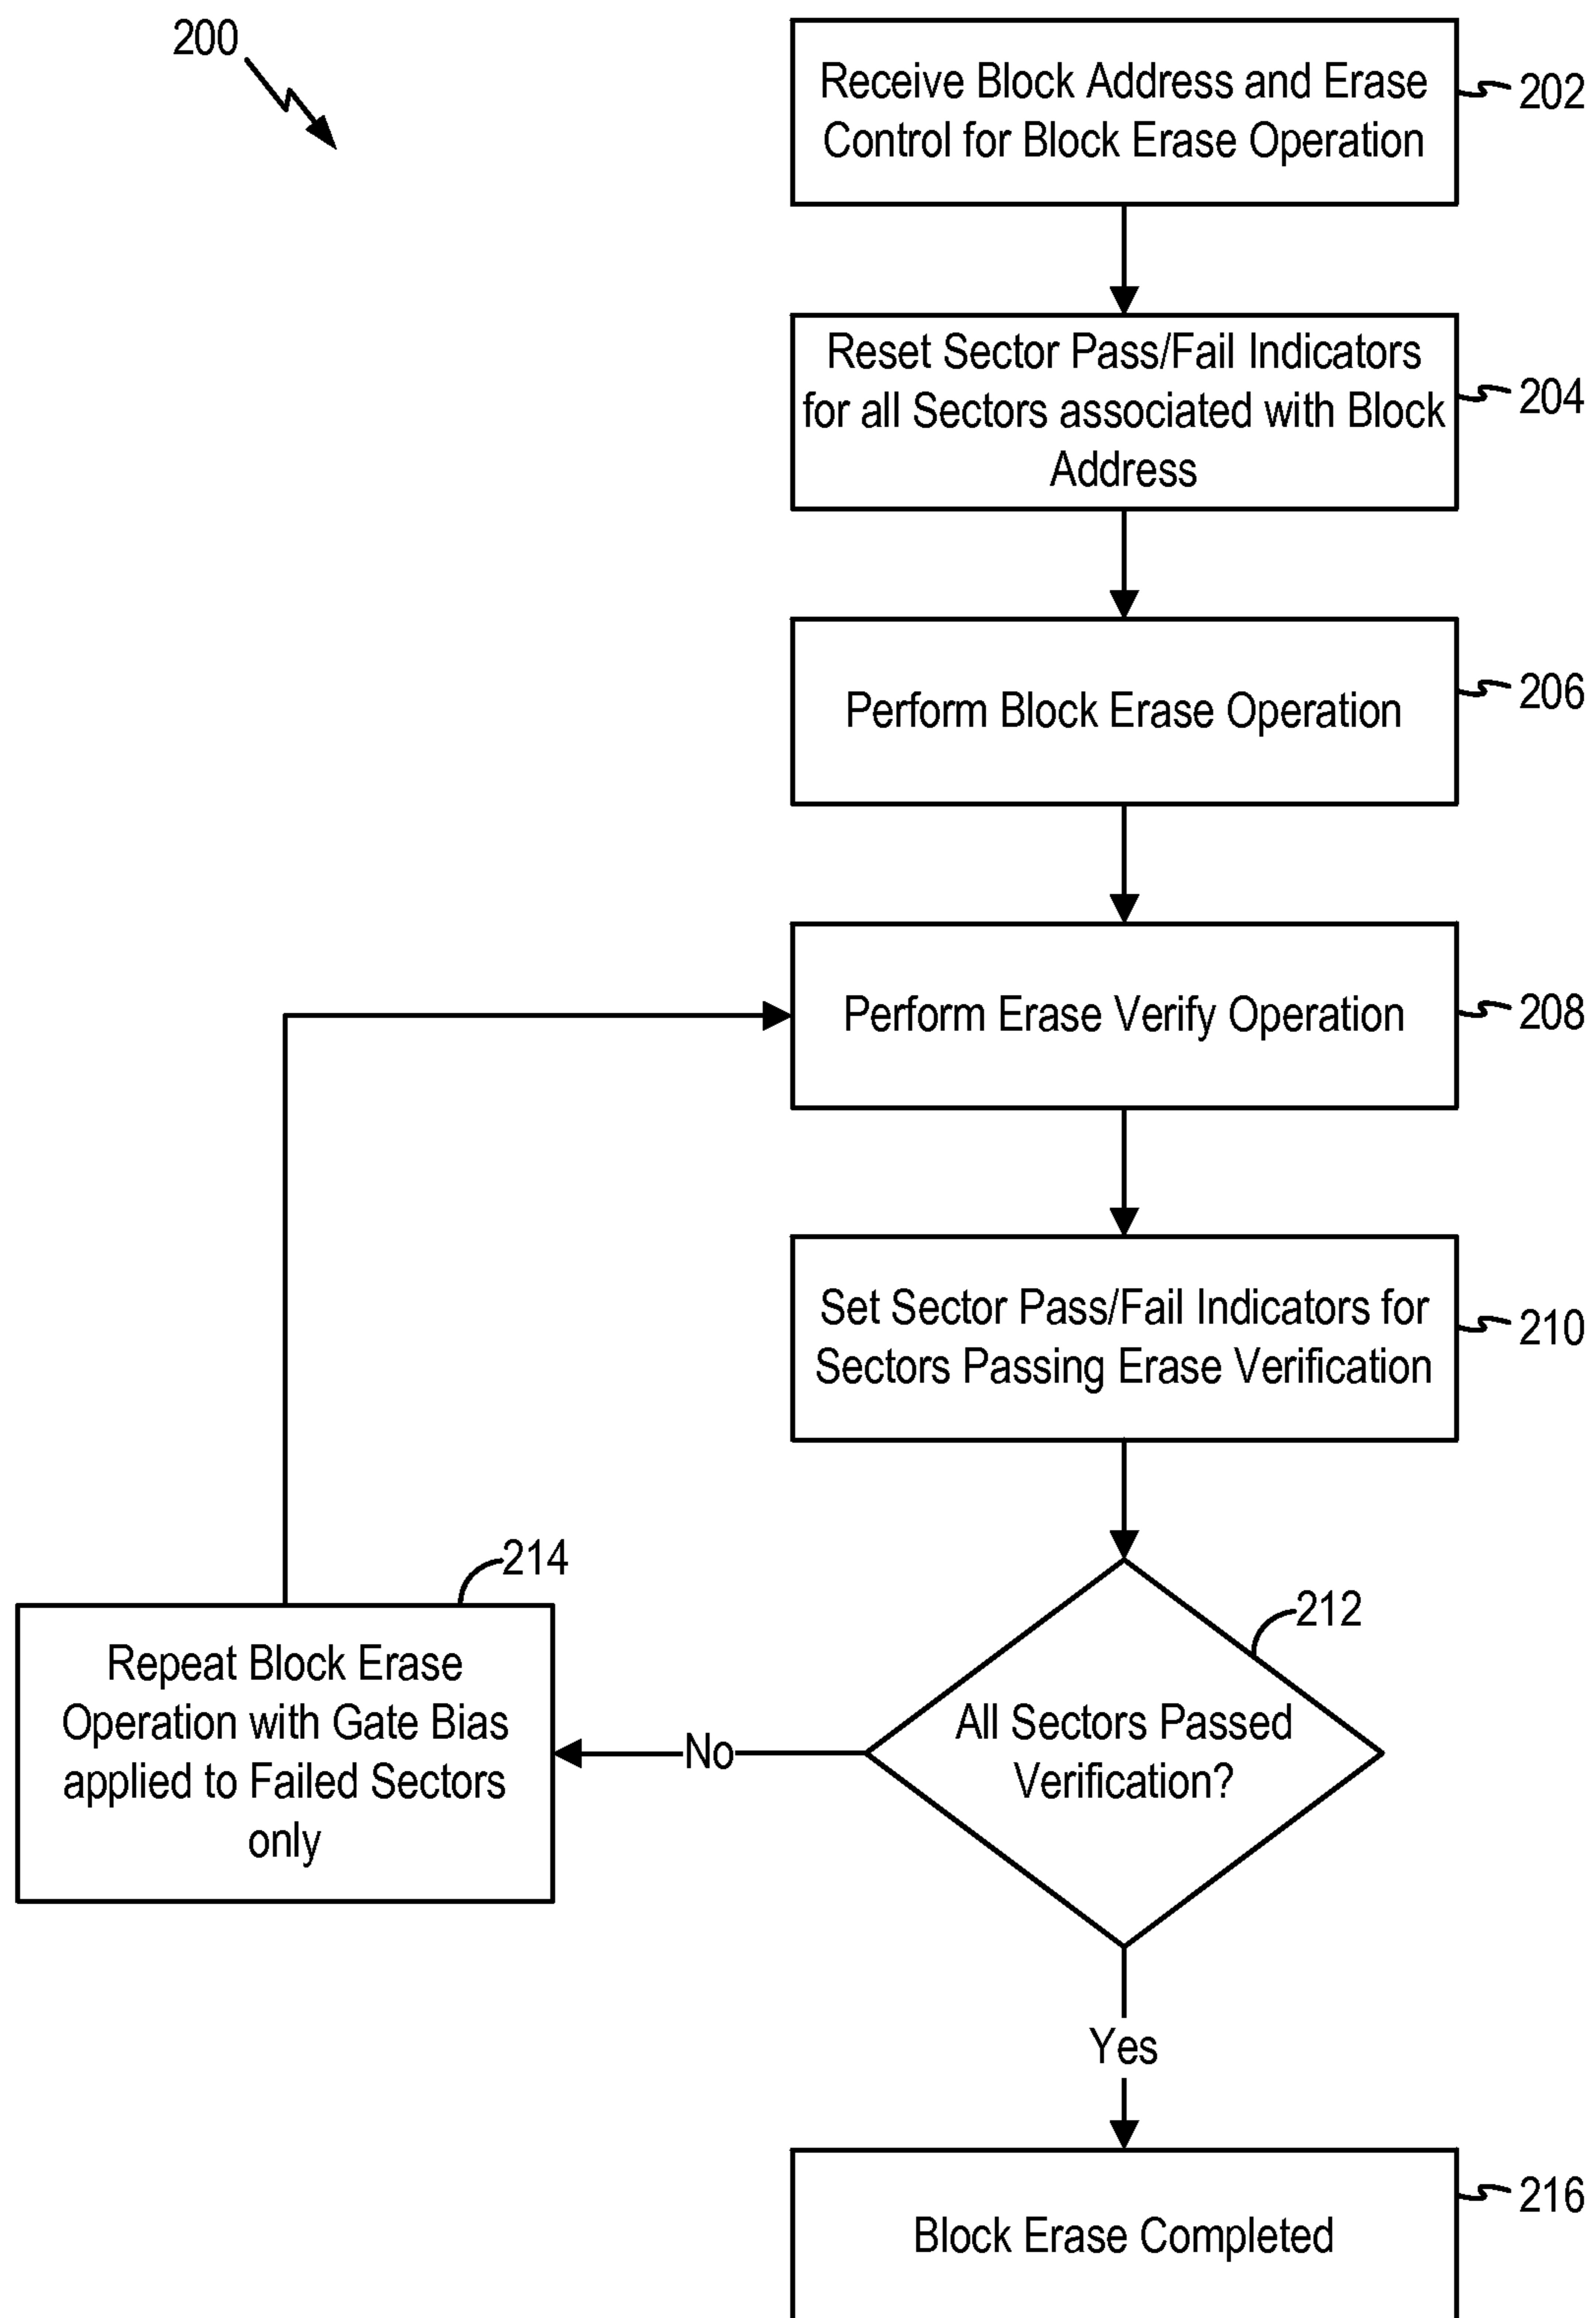 200
Receive Block Address and Erase
Control for Block Erase Operation
202
Reset Sector Pass/Fail Indicators
for all Sectors associated with Block
Address
204
Perform Block Erase Operation
206
Perform Erase Verify Operation
208
Set Sector Pass/Fail Indicators for
Sectors Passing Erase Verification
210
212
All Sectors Passed
Verification?
No
214
Repeat Block Erase
Operation with Gate Bias
applied to Failed Sectors
only
Yes
Block Erase Completed
216